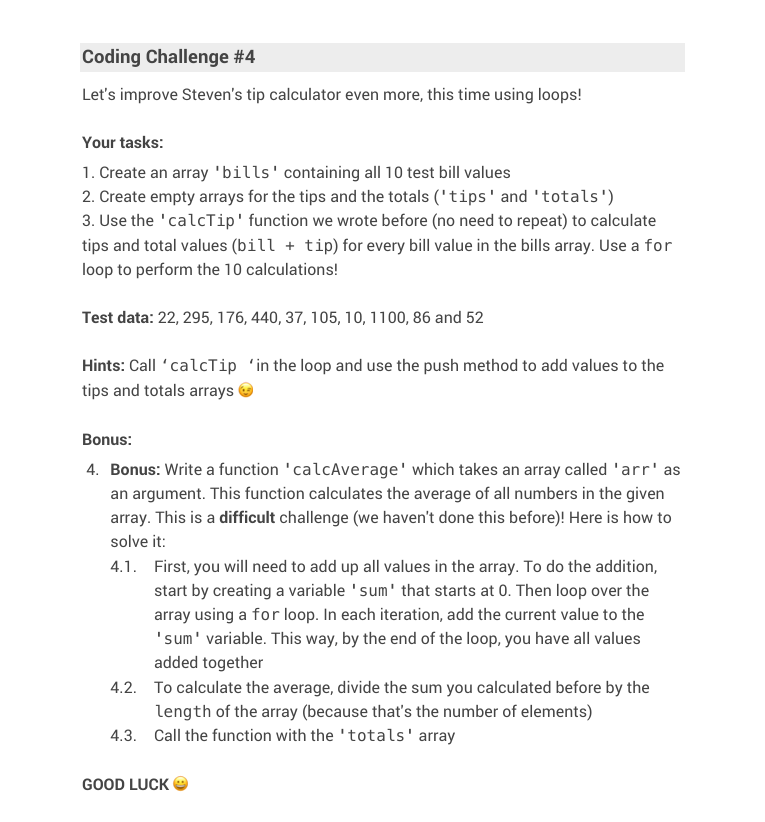 Coding Challenge #4
Let's improve Steven's tip calculator even more, this time using loops!
Your tasks:
1. Create an array 'bills' containing all 10 test bill values
2. Create empty arrays for the tips and the totals ('tips' and 'totals')
3. Use the 'calcTip' function we wrote before (no need to repeat) to calculate
tips and total values (bill + tip) for every bill value in the bills array. Use a for
loop to perform the 10 calculations!
Test data: 22, 295, 176, 440, 37, 105, 10, 1100, 86 and 52
Hints: Call ‘calcTip ‘in the loop and use the push method to add values to the
tips and totals arrays 😉
Bonus:
4. Bonus: Write a function 'calcAverage' which takes an array called 'arr' as
an argument. This function calculates the average of all numbers in the given
array. This is a difficult challenge (we haven't done this before)! Here is how to
solve it:
4.1. First, you will need to add up all values in the array. To do the addition,
start by creating a variable 'sum' that starts at 0. Then loop over the
array using a for loop. In each iteration, add the current value to the
'sum' variable. This way, by the end of the loop, you have all values
added together
4.2. To calculate the average, divide the sum you calculated before by the
length of the array (because that's the number of elements)
4.3. Call the function with the 'totals' array
GOOD LUCK 😀